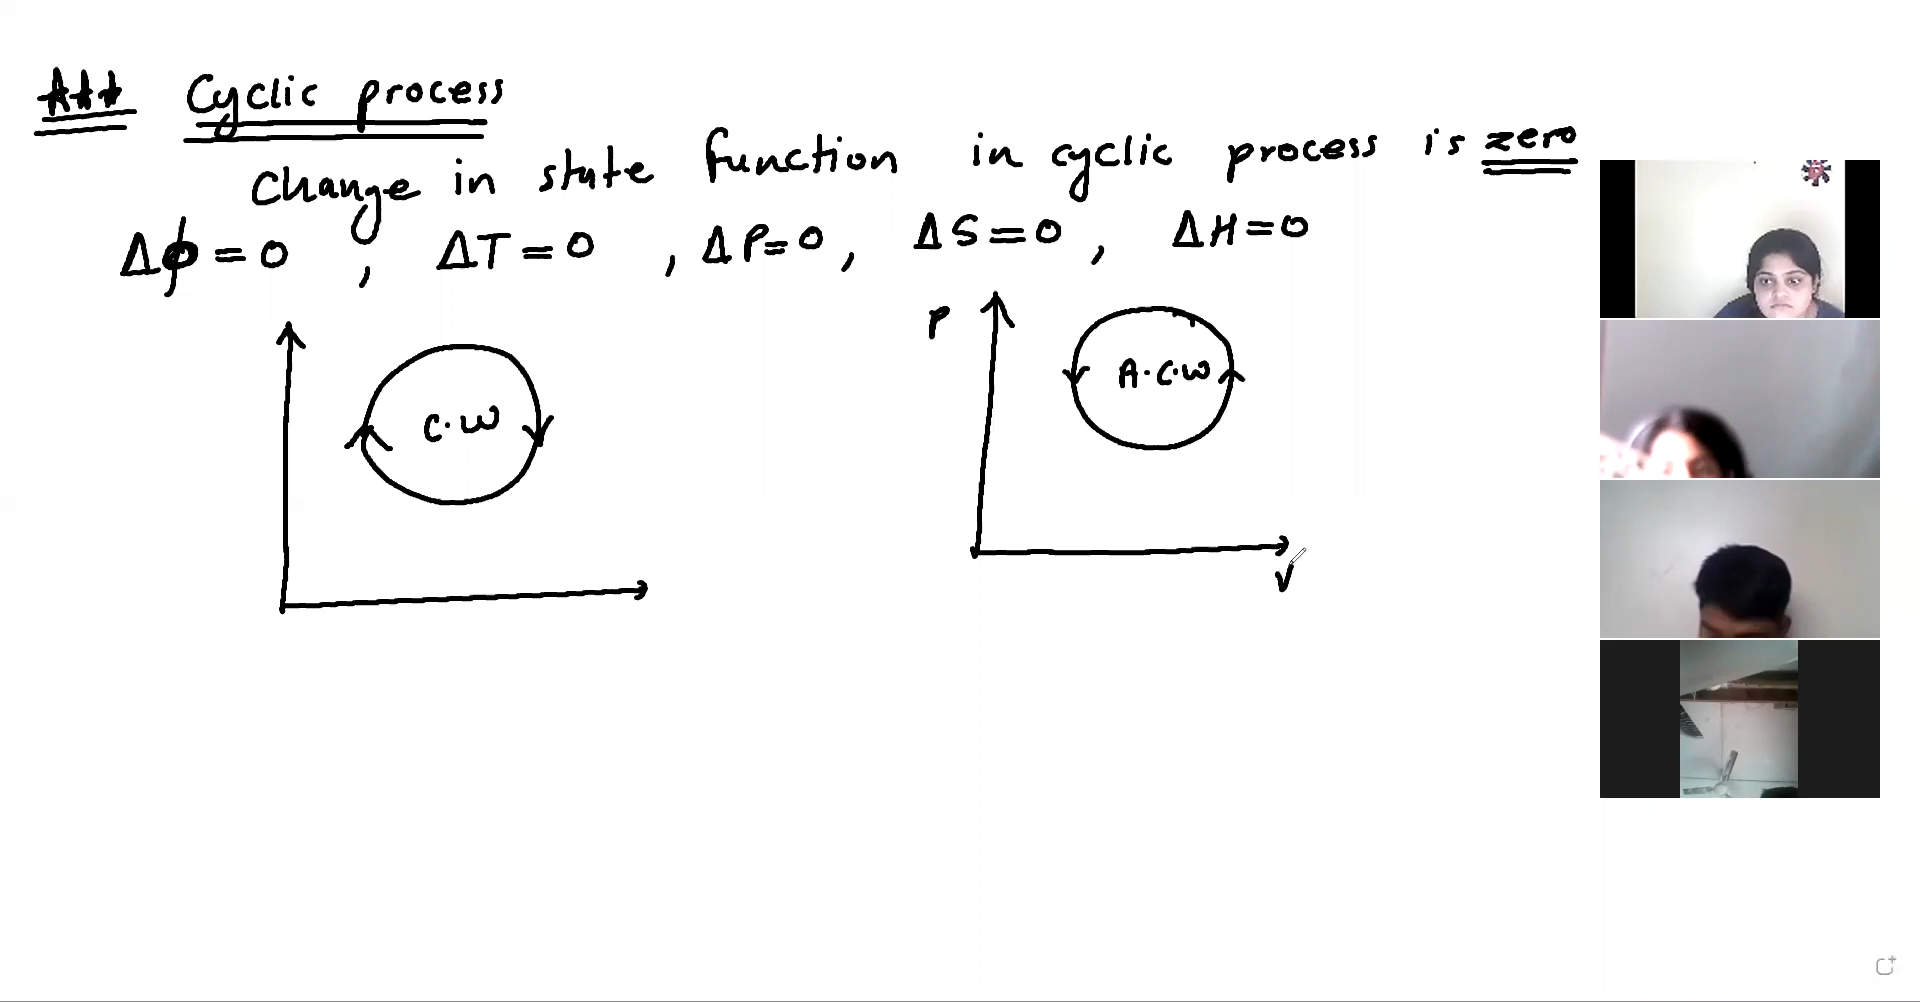 *** Cyclic process
Change in state function in cyclic process is zero
Δϕ = 0 , ΔT = 0 , ΔP = 0 , ΔS = 0 , ΔH = 0
C.W
P
A.C.W
V